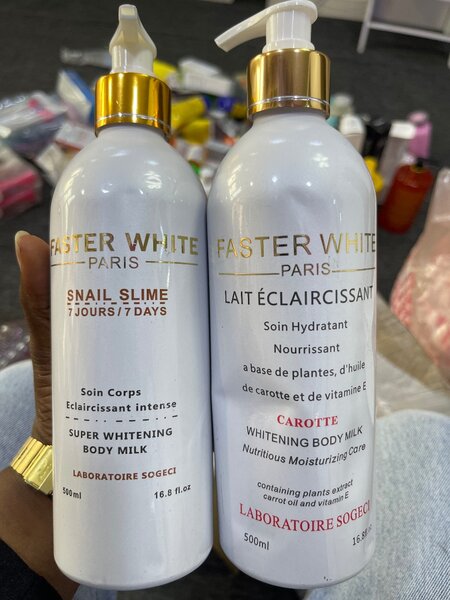 FASTER WHITE
PARIS
SNAIL SLIME
7 JOURS / 7 DAYS
Soin Corps
Eclaircissant intense
SUPER WHITENING
BODY MILK
LABORATOIRE SOGECI
500ml 16.8 fl.oz
FASTER WHITE
PARIS
LAIT ÉCLAIRCISSANT
Soin Hydratant
Nourrissant
a base de plantes, d'huile
de carotte et de vitamine E
CAROTTE
WHITENING BODY MILK
Nutritious Moisturizing Care
containing plants extract
carrot oil and vitamin E
LABORATOIRE SOGECI
500ml 16.8